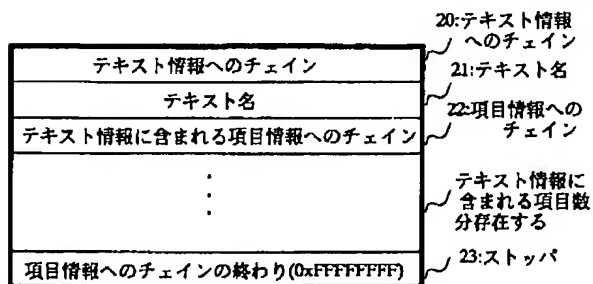 20:テキスト情報
へのチェイン
テキスト情報へのチェイン
21:テキスト名
テキスト名
22:項目情報への
チェイン
テキスト情報に含まれる項目情報へのチェイン
テキスト情報に
含まれる項目数
分存在する
項目情報へのチェインの終わり(0xFFFFFFFF)
23:ストッパ